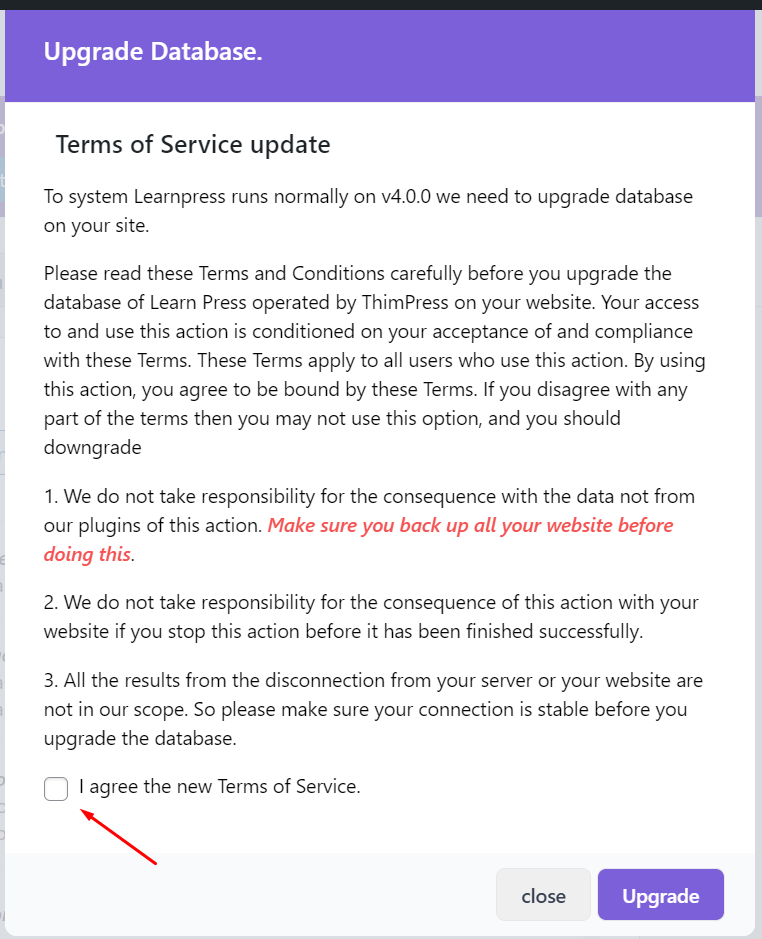 Upgrade Database.
Terms of Service update
To system Learnpress runs normally on v4.0.0 we need to upgrade database
on your site.
Please read these Terms and Conditions carefully before you upgrade the
database of Learn Press operated by ThimPress on your website. Your access
to and use this action is conditioned on your acceptance of and compliance
with these Terms. These Terms apply to all users who use this action. By using
this action, you agree to be bound by these Terms. If you disagree with any
part of the terms then you may not use this option, and you should
downgrade
1. We do not take responsibility for the consequence with the data not from
our plugins of this action. Make sure you back up all your website before
doing this.
2. We do not take responsibility for the consequence of this action with your
website if you stop this action before it has been finished successfully.
3. All the results from the disconnection from your server or your website are
not in our scope. So please make sure your connection is stable before you
upgrade the database.
I agree the new Terms of Service.
close Upgrade